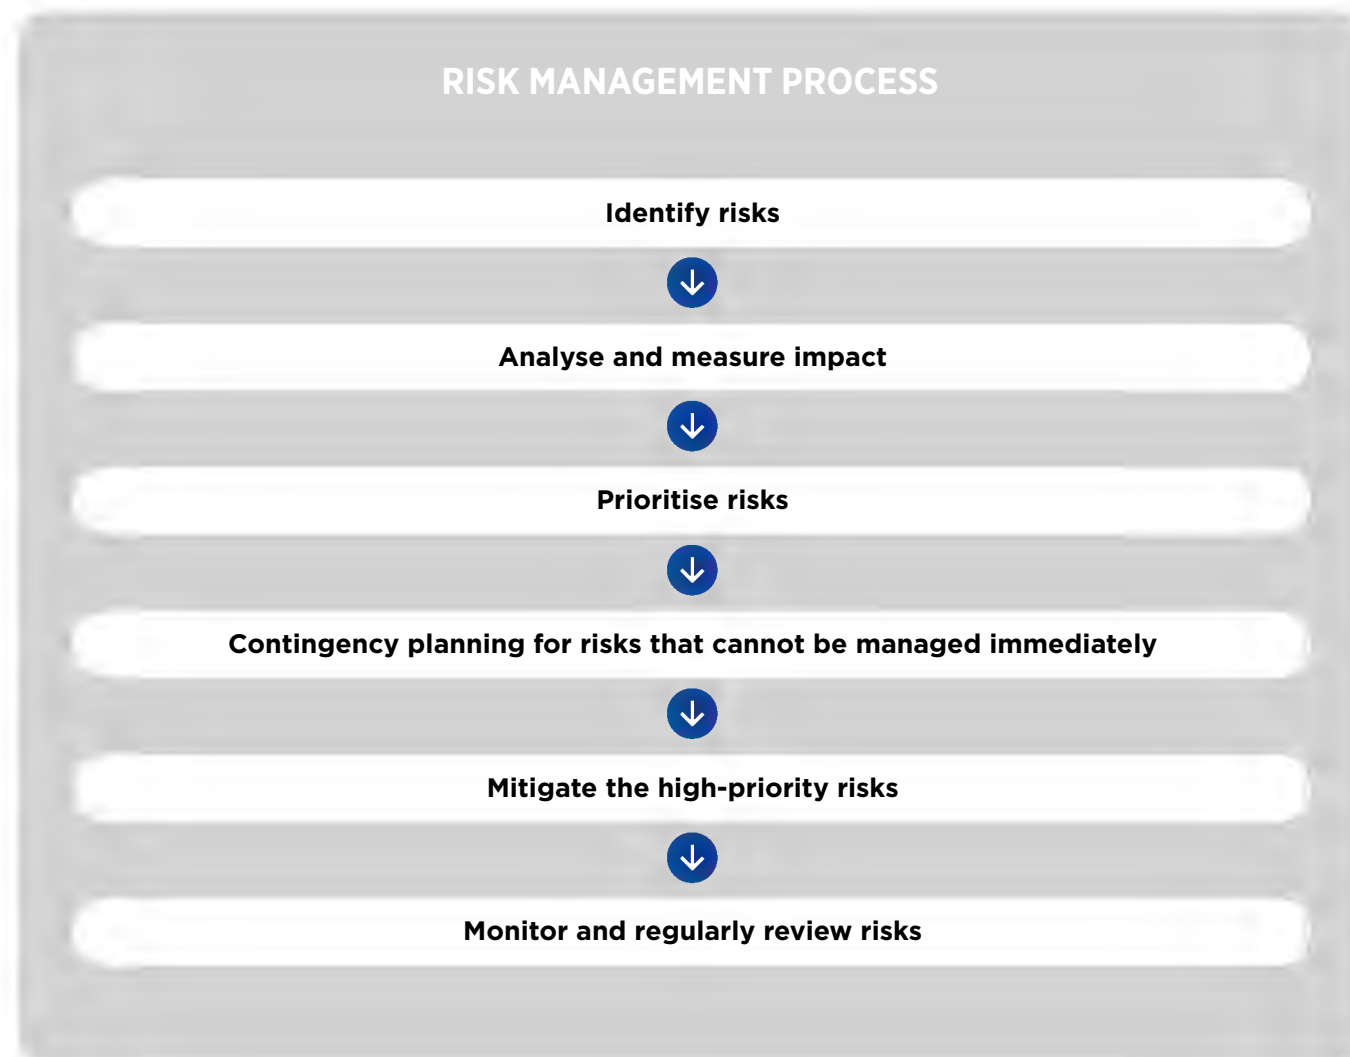 RISK MANAGEMENT PROCESS
Identify risks
Analyse and measure impact
Prioritise risks
Contingency planning for risks that cannot be managed immediately
Mitigate the high-priority risks
Monitor and regularly review risks